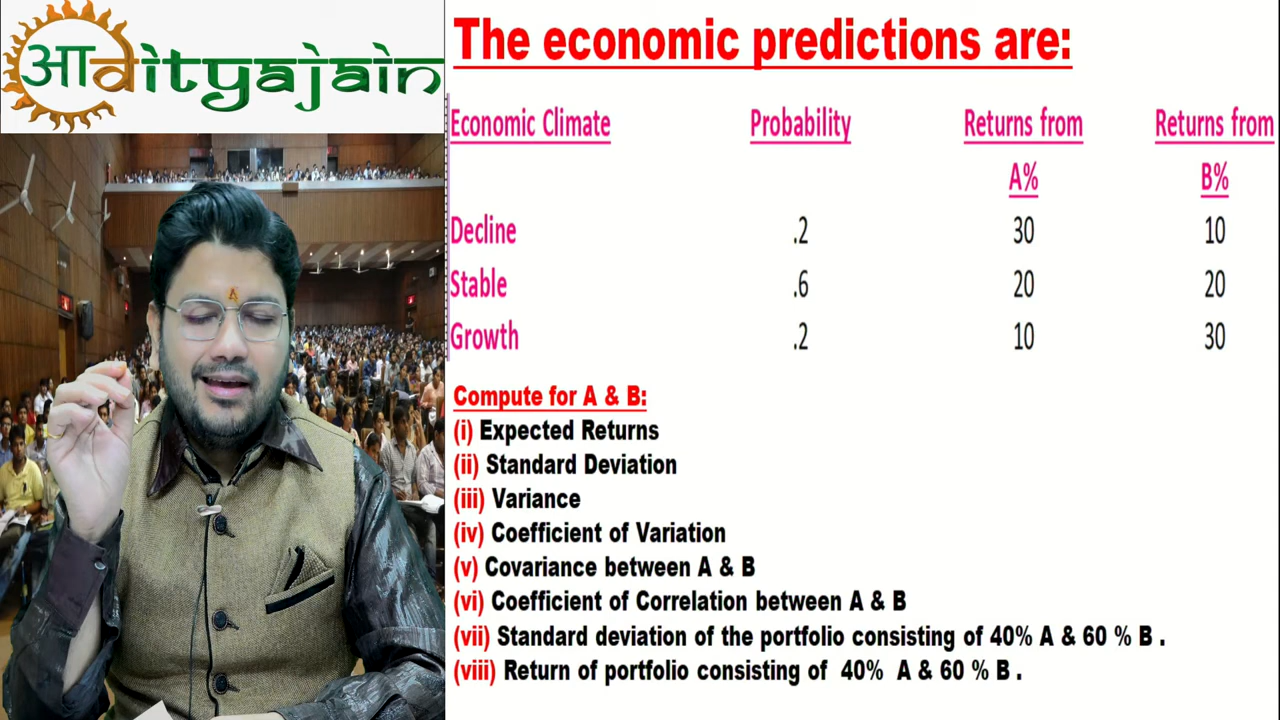 आdityajain
The economic predictions are:
Economic Climate Probability Returns from Returns from
A% B%
Decline .2 30 10
Stable .6 20 20
Growth .2 10 30
Compute for A & B:
(i) Expected Returns
(ii) Standard Deviation
(iii) Variance
(iv) Coefficient of Variation
(v) Covariance between A & B
(vi) Coefficient of Correlation between A & B
(vii) Standard deviation of the portfolio consisting of 40% A & 60 % B .
(viii) Return of portfolio consisting of 40% A & 60 % B .